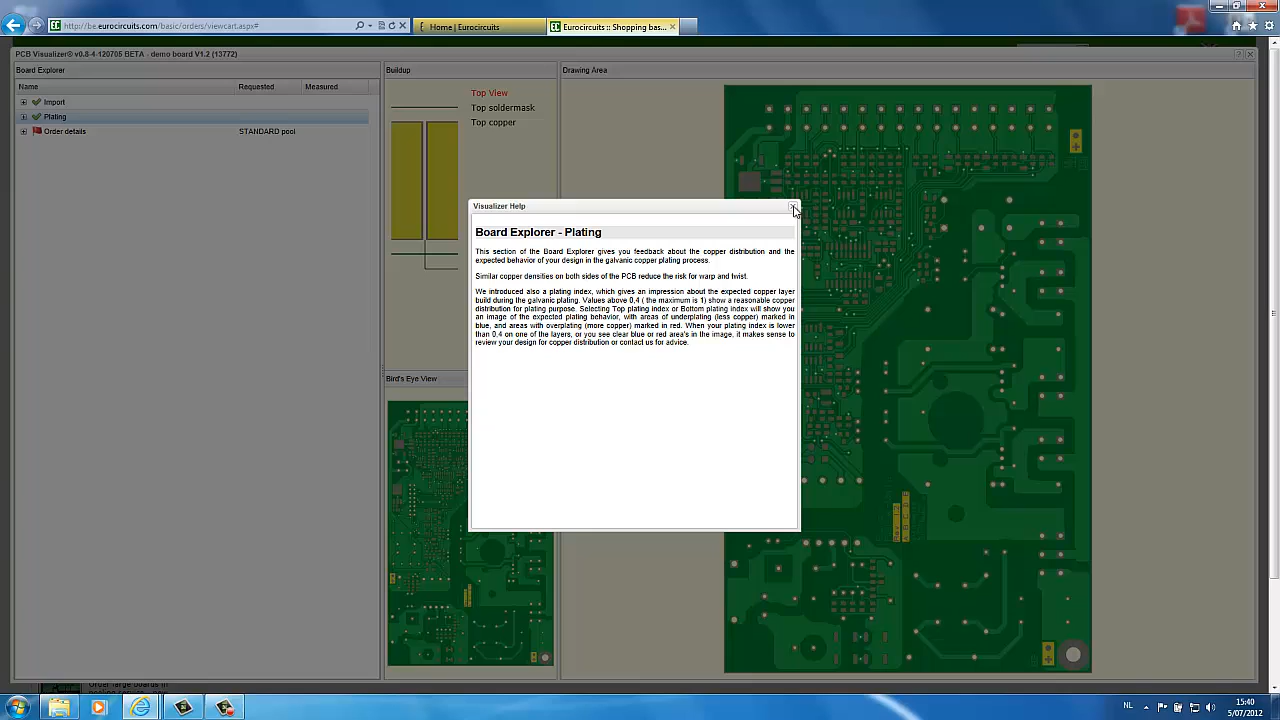 http://be.eurocircuits.com/basic/orders/viewcart.aspx#
Home | Eurocircuits
Eurocircuits :: Shopping bas...
PCB Visualizer® v0.8-4-120705 BETA - demo board V1.2 (13772)
Board Explorer
Buildup
Drawing Area
Name
Requested
Measured
Import
Plating
Order details
STANDARD pool
Top View
Top soldermask
Top copper
Bird's Eye View
Visualizer Help
Board Explorer - Plating
This section of the Board Explorer gives you feedback about the copper distribution and the
expected behavior of your design in the galvanic copper plating process.
Similar copper densities on both sides of the PCB reduce the risk for warp and twist.
We introduced also a plating index, which gives an impression about the expected copper layer
build during the galvanic plating. Values above 0,4 ( the maximum is 1) show a reasonable copper
distribution for plating purpose. Selecting Top plating index or Bottom plating index will show you
an image of the expected plating behavior, with areas of underplating (less copper) marked in
blue, and areas with overplating (more copper) marked in red. When your plating index is lower
than 0,4 on one of the layers, or you see clear blue or red area's in the image, it makes sense to
review your design for copper distribution or contact us for advice.
Order large boards in
NL
15:40
5/07/2012